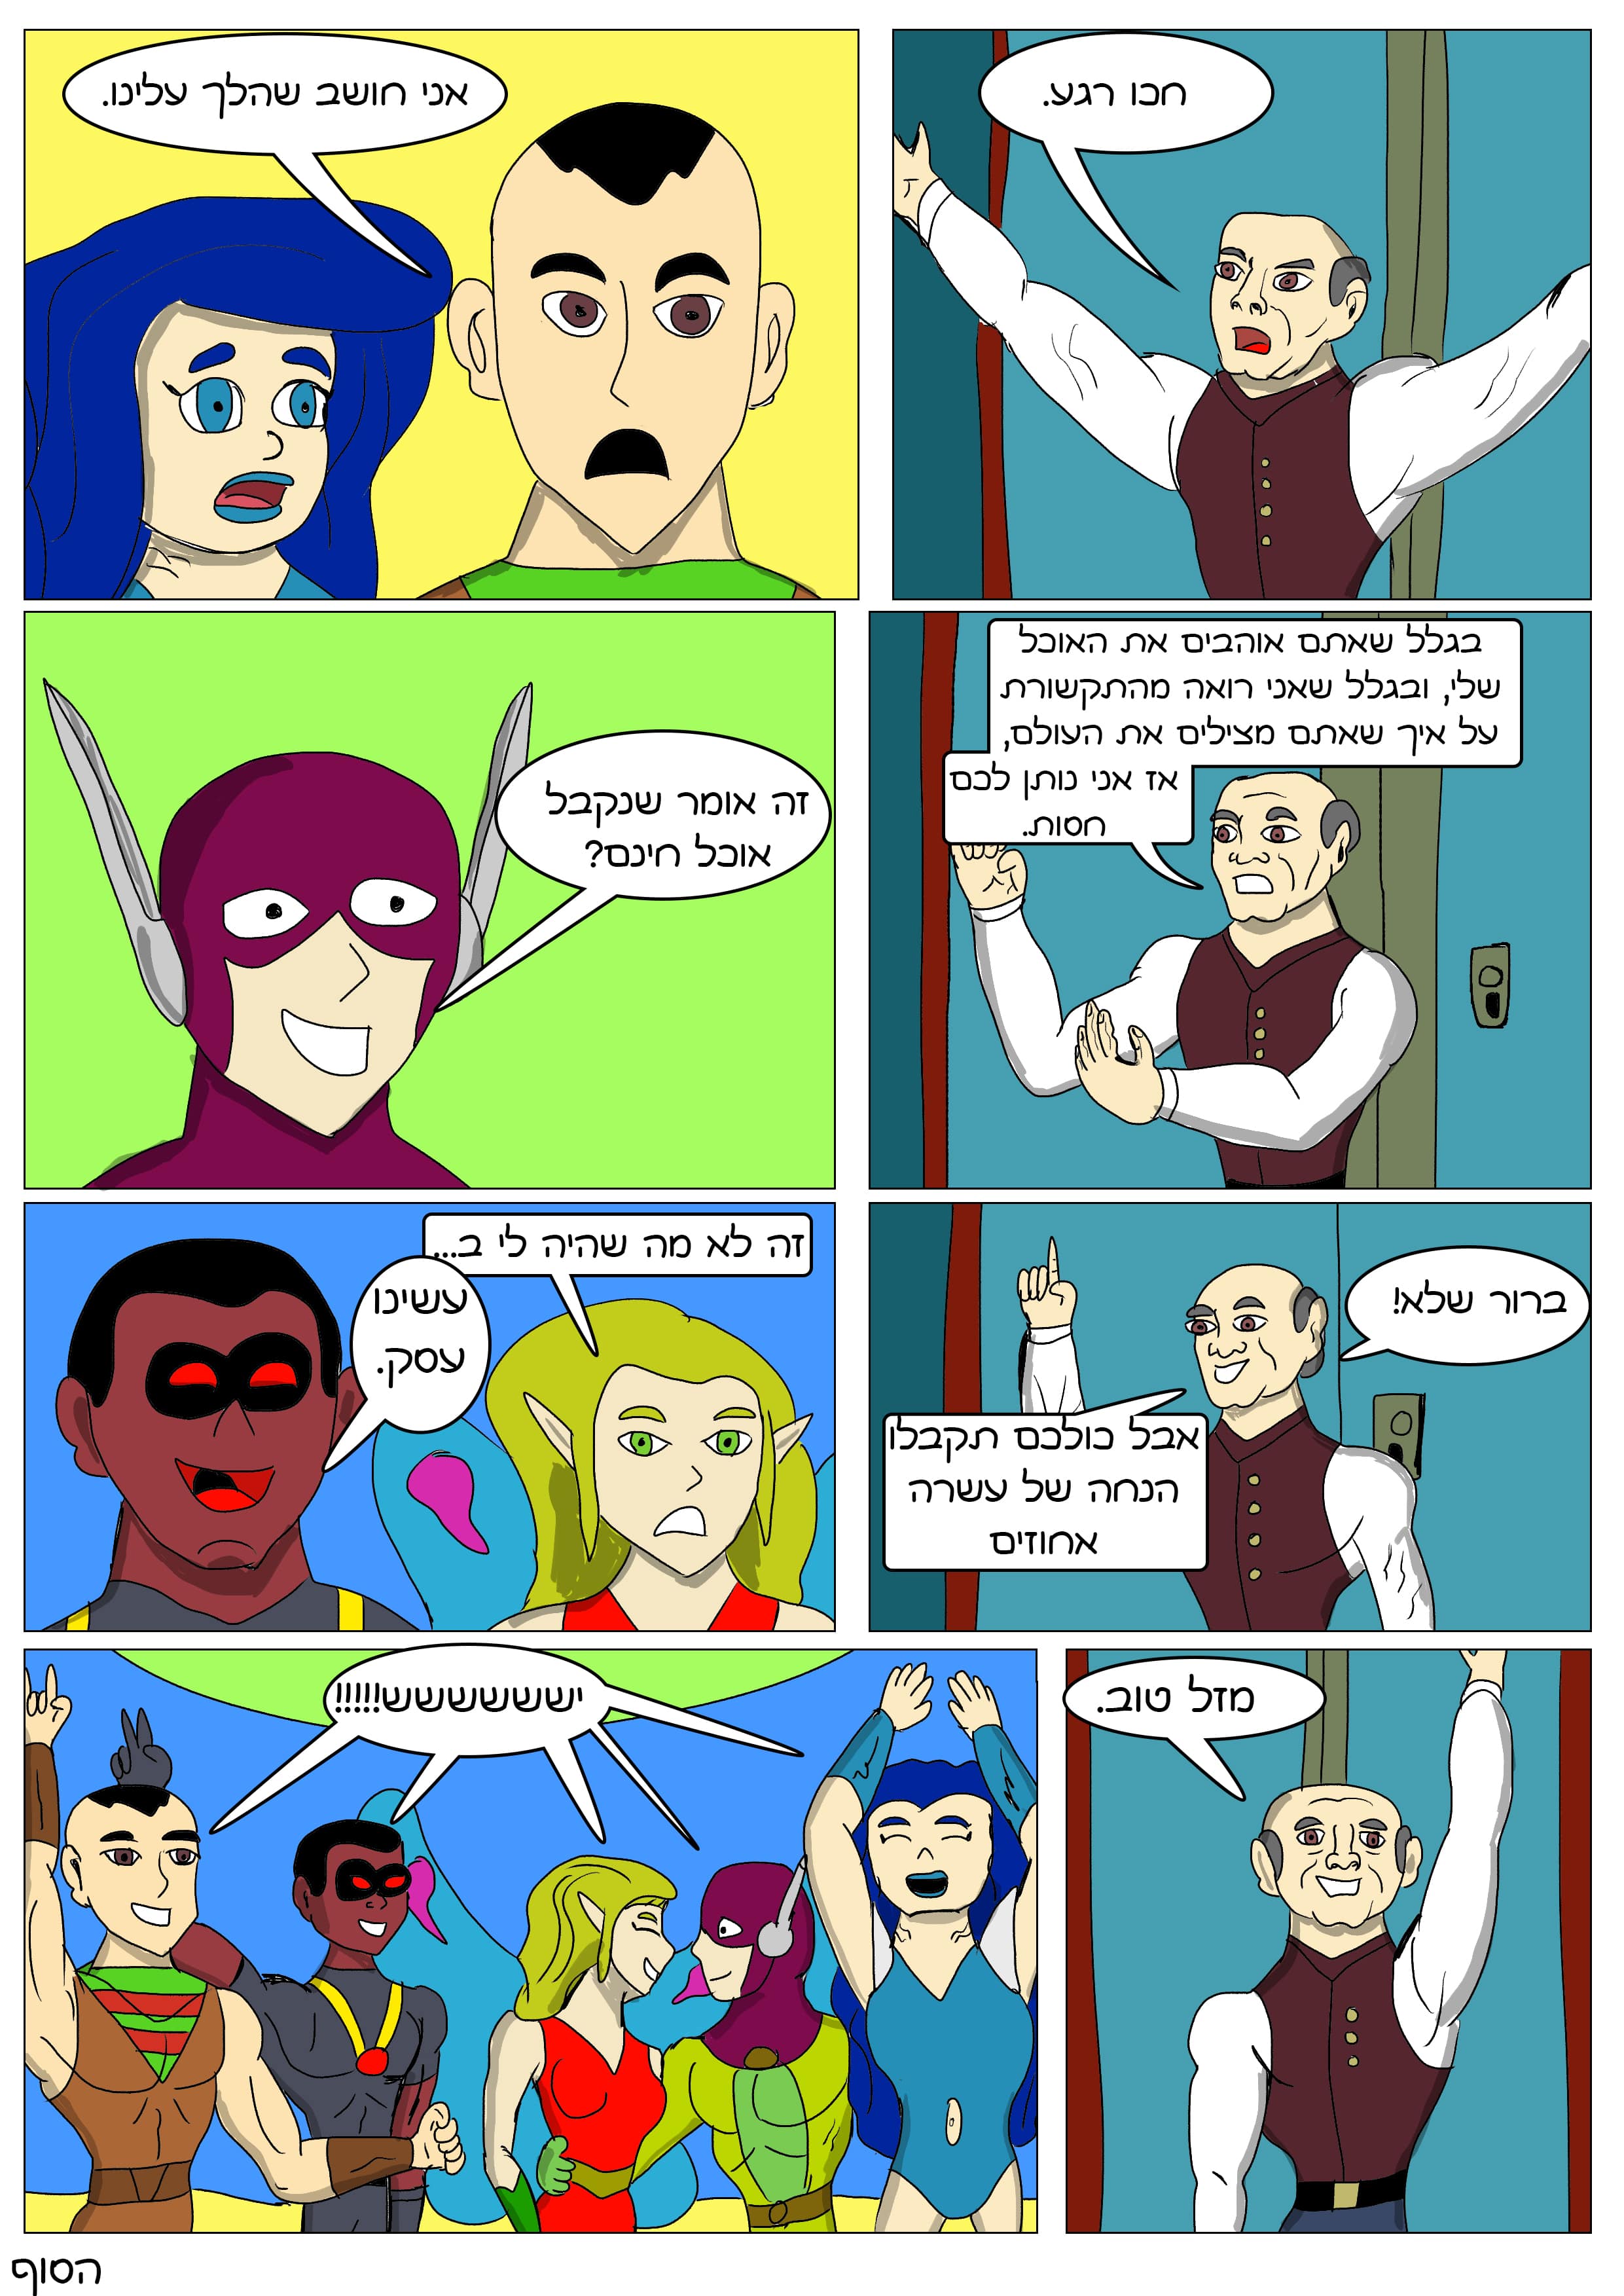 חכו רגע.
אני חושב שהלך עלינו.
בגלל שאתם אוהבים את האוכל
שלי, ובגלל שאני רואה מהתקשורת
על איך שאתם מצילים את העולם,
אז אני נותן לכם
חסות.
זה אומר שנקבל
אוכל חינם?
ברור שלא!
אבל כולכם תקבלו
הנחה של עשרה
אחוזים
זה לא מה שהיה לי ב...
עשינו
עסק.
מזל טוב.
יששששששש!!!!!
הסוף